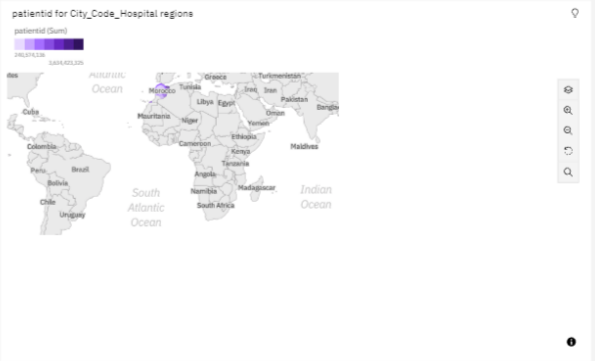 patientid for City_Code_Hospital regions
patientid (Sum)
Atlantic
Ocean
Greece
Turkmenistan
Morocco
Tunisia
Iraq
Iran
Libya
Egypt
Pakistan
Cuba
Mauritania
Niger
Oman
Yemen
Ethiopia
Colombia
Cameroon
Kenya
Maldives
Peru
Brazil
Tanzania
Bolivia
Angola
Chile
South
Atlantic
Ocean
Namibia
Madagascar
Indian
Ocean
Uruguay
South Africa